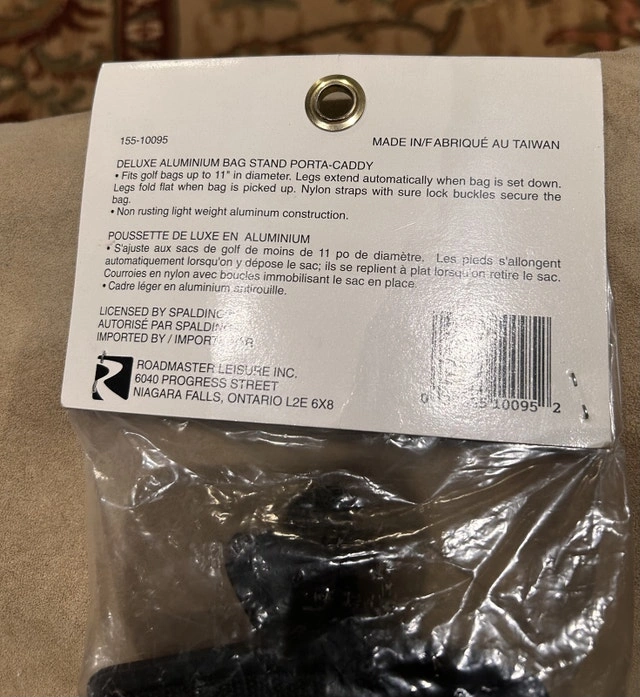 155-10095
MADE IN/FABRIQUÉ AU TAIWAN
DELUXE ALUMINIUM BAG STAND PORTA-CADDY
• Fits golf bags up to 11" in diameter. Legs extend automatically when bag is set down.
Legs fold flat when bag is picked up. Nylon straps with sure lock buckles secure the
bag.
• Non rusting light weight aluminum construction.
POUSSETTE DE LUXE EN ALUMINIUM
• S'ajuste aux sacs de golf de moins de 11 po de diamètre. Les pieds s'allongent
automatiquement lorsqu'on y dépose le sac; ils se replient à plat lorsqu'on retire le sac.
Courroies en nylon avec boucles immobilisant le sac en place.
• Cadre léger en aluminium antirouille.
LICENSED BY SPALDING
AUTORISÉ PAR SPALDING
IMPORTED BY / IMPORTÉ PAR
ROADMASTER LEISURE INC.
6040 PROGRESS STREET
NIAGARA FALLS, ONTARIO L2E 6X8
0 10095 2